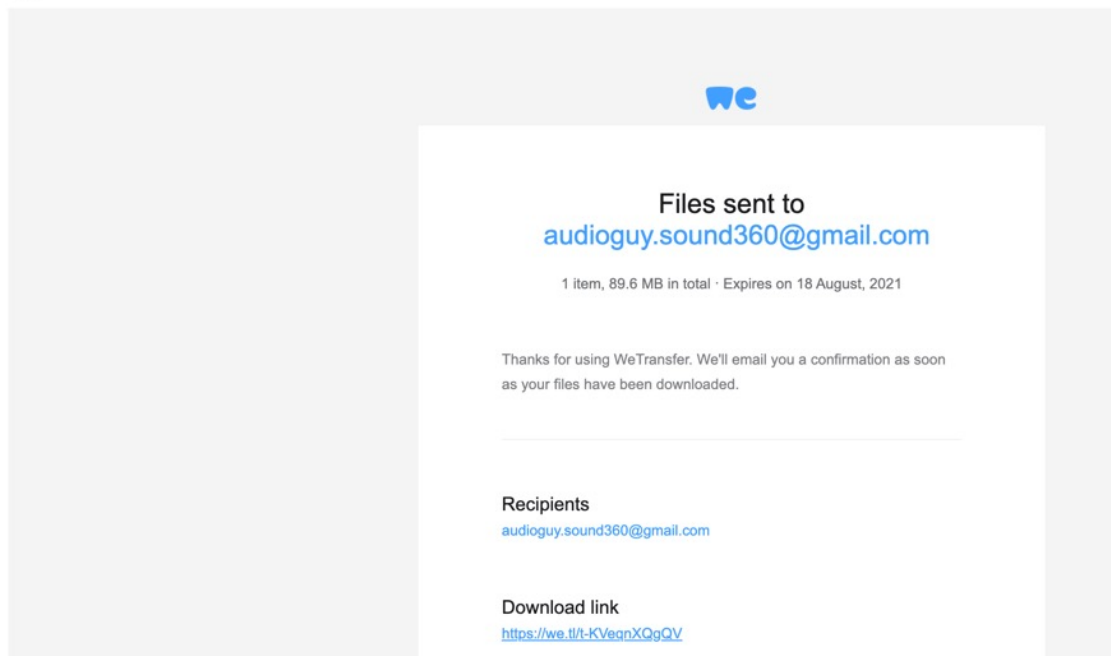 we
Files sent to
audioguy.sound360@gmail.com
1 item, 89.6 MB in total · Expires on 18 August, 2021
Thanks for using WeTransfer. We'll email you a confirmation as soon
as your files have been downloaded.
Recipients
audioguy.sound360@gmail.com
Download link
https://we.tl/t-KVeqnXQgQV